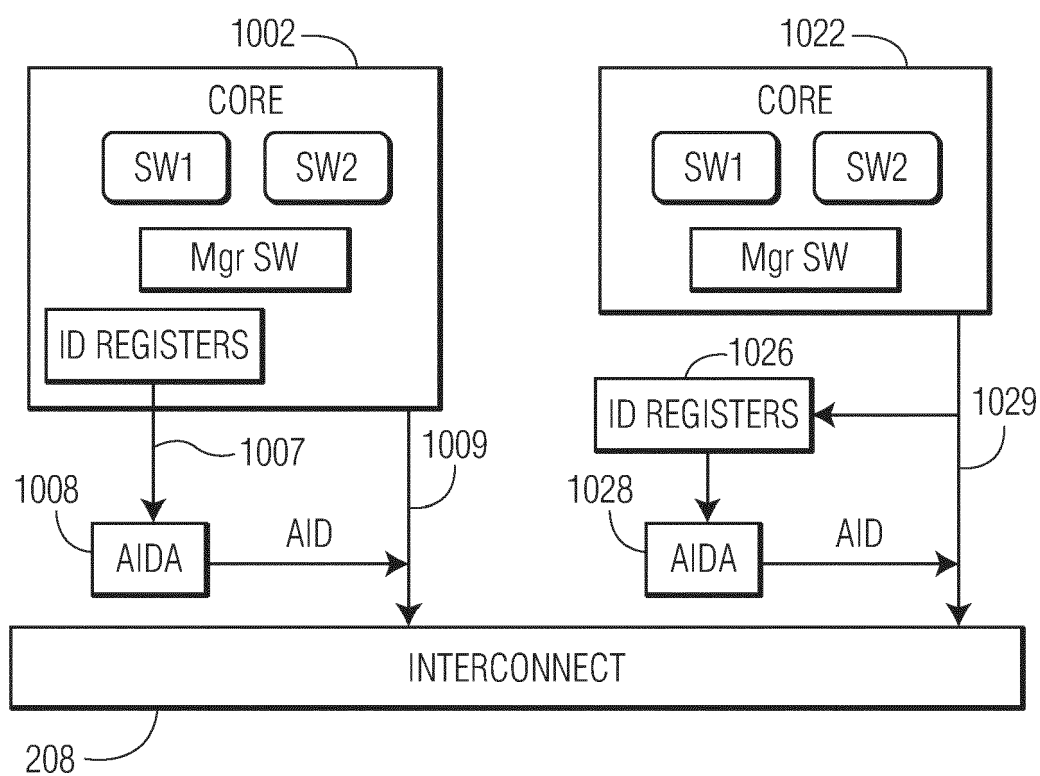 1002
1022
CORE
CORE
SW1
SW2
SW1
SW2
Mgr SW
Mgr SW
ID REGISTERS
1026
ID REGISTERS
1007
1009
1029
1008
1028
AIDA
AID
AIDA
AID
INTERCONNECT
208